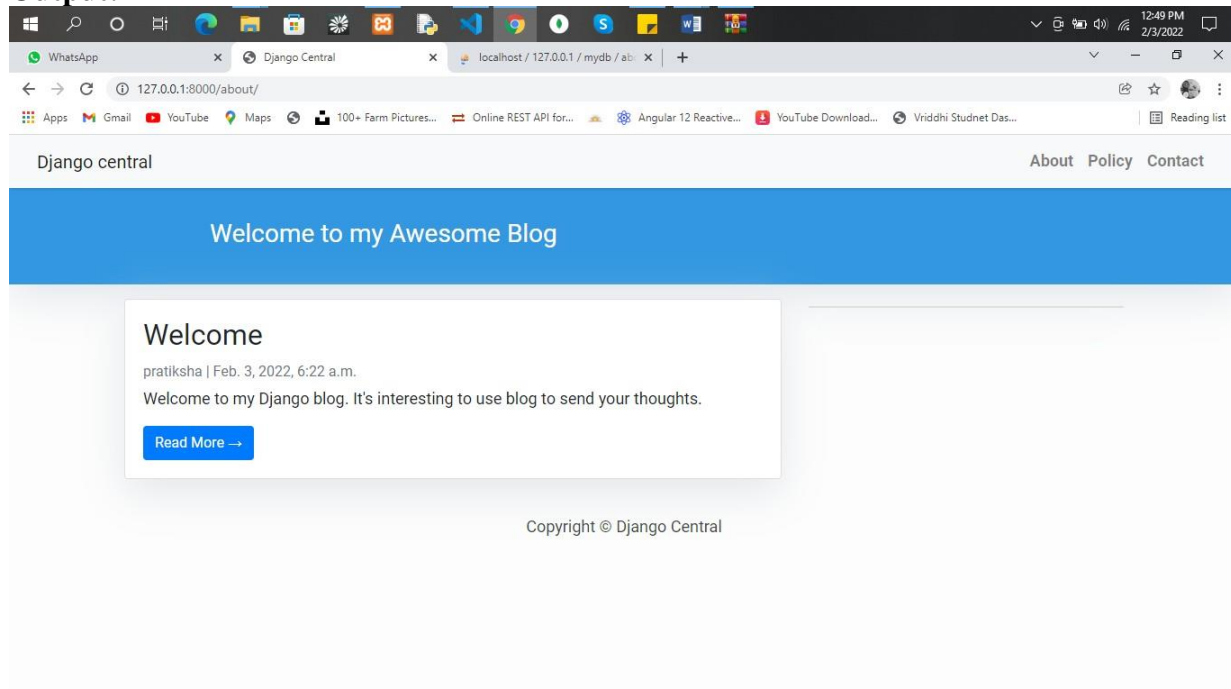 12:49 PM
2/3/2022
WhatsApp
Django Central
localhost / 127.0.0.1 / mydb / ab
127.0.0.1:8000/about/
Apps
Gmail
YouTube
Maps
100+ Farm Pictures...
Online REST API for...
Angular 12 Reactive...
YouTube Download...
Vriddhi Studnet Das...
Reading list
Django central
About Policy Contact
Welcome to my Awesome Blog
Welcome
pratiksha | Feb. 3, 2022, 6:22 a.m.
Welcome to my Django blog. It's interesting to use blog to send your thoughts.
Read More →
Copyright © Django Central